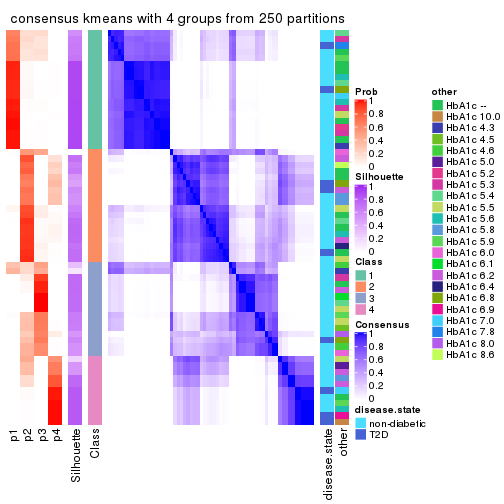 consensus kmeans with 4 groups from 250 partitions
p1
p2
p3
p4
Silhouette
Class
disease.state
other
Prob
1
0.8
0.6
0.4
0.2
0
Silhouette
1
0.8
0.6
0.4
0.2
0
Class
1
2
3
4
Consensus
1
0.8
0.6
0.4
0.2
0
disease.state
non-diabetic
T2D
other
HbA1c --
HbA1c 10.0
HbA1c 4.3
HbA1c 4.5
HbA1c 4.6
HbA1c 5.0
HbA1c 5.2
HbA1c 5.3
HbA1c 5.4
HbA1c 5.5
HbA1c 5.6
HbA1c 5.8
HbA1c 5.9
HbA1c 6.0
HbA1c 6.1
HbA1c 6.2
HbA1c 6.4
HbA1c 6.8
HbA1c 6.9
HbA1c 7.0
HbA1c 7.8
HbA1c 8.0
HbA1c 8.6